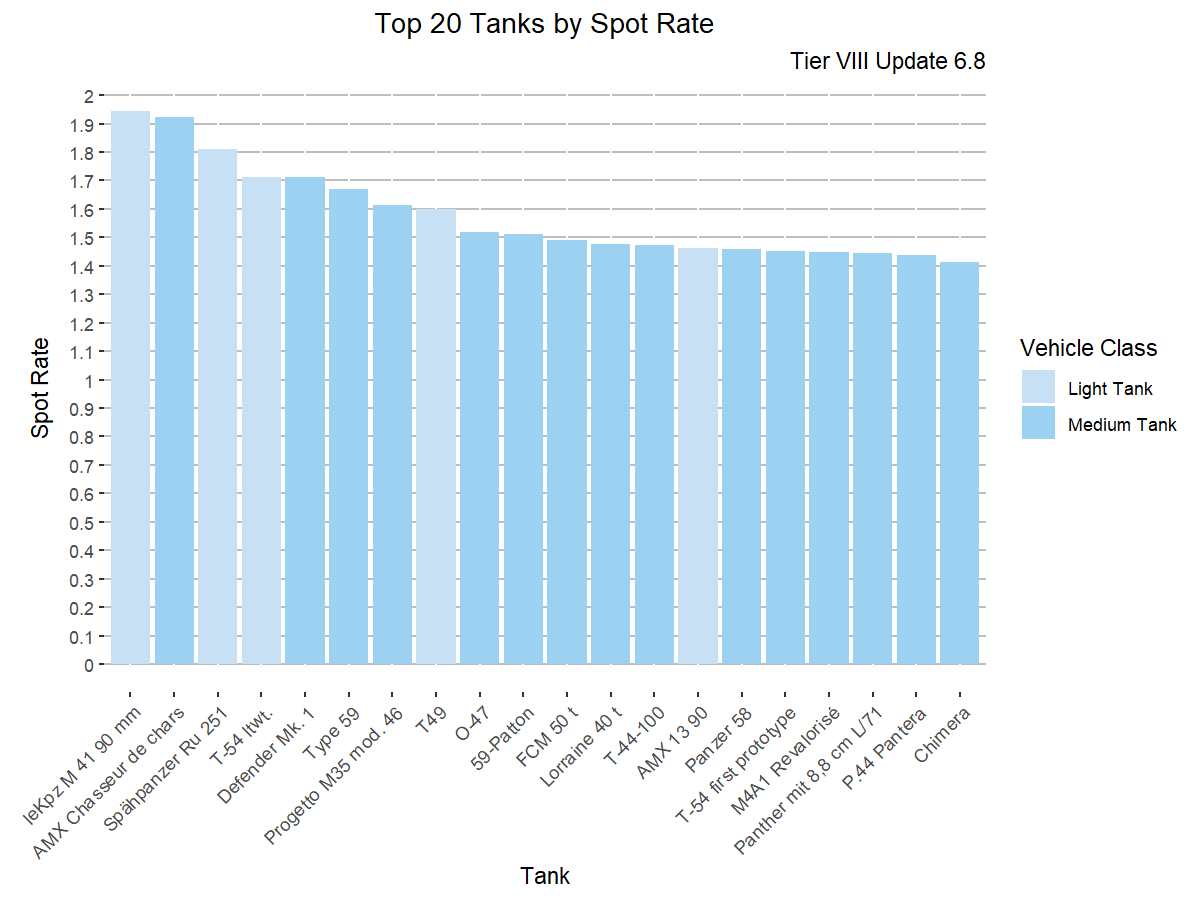 Top 20 Tanks by Spot Rate
Tier VIII Update 6.8
Spot Rate
2
1.9
1.8
1.7
1.6
1.5
1.4
1.3
1.2
1.1
1
0.9
0.8
0.7
0.6
0.5
0.4
0.3
0.2
0.1
0
leKpz M 41 90 mm
AMX Chasseur de chars
Spähpanzer Ru 251
T-54 ltwt.
Defender Mk. 1
Type 59
Progetto M35 mod. 46
T49
O-47
59-Patton
FCM 50 t
Lorraine 40 t
T-44-100
AMX 13 90
Panzer 58
T-54 first prototype
M4A1 Revalorisé
Panther mit 8,8 cm L/71
P.44 Pantera
Chimera
Tank
Vehicle Class
Light Tank
Medium Tank